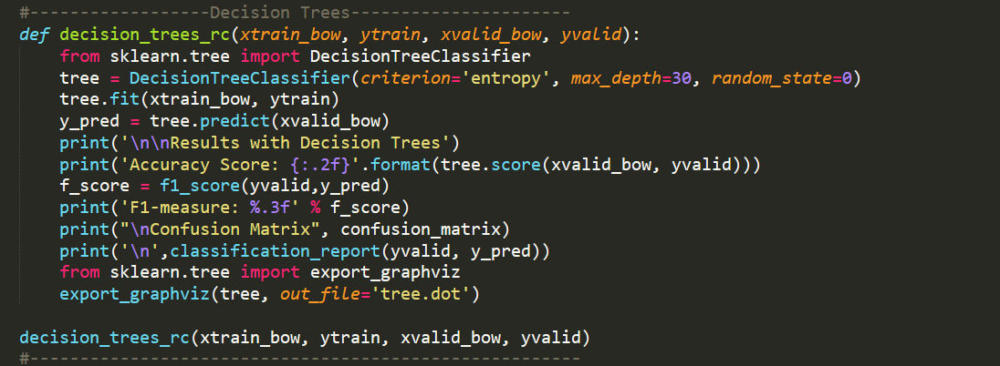 #-----------------Decision Trees----------------------
def decision_trees_rc(xtrain_bow, ytrain, xvalid_bow, yvalid):
    from sklearn.tree import DecisionTreeClassifier
    tree = DecisionTreeClassifier(criterion='entropy', max_depth=30, random_state=0)
    tree.fit(xtrain_bow, ytrain)
    y_pred = tree.predict(xvalid_bow)
    print('\n\nResults with Decision Trees')
    print('Accuracy Score: {:.2f}'.format(tree.score(xvalid_bow, yvalid)))
    f_score = f1_score(yvalid,y_pred)
    print('F1-measure: %.3f' % f_score)
    print("\nConfusion Matrix", confusion_matrix)
    print('\n',classification_report(yvalid, y_pred))
    from sklearn.tree import export_graphviz
    export_graphviz(tree, out_file='tree.dot')
decision_trees_rc(xtrain_bow, ytrain, xvalid_bow, yvalid)
#-------------------------------------------------------